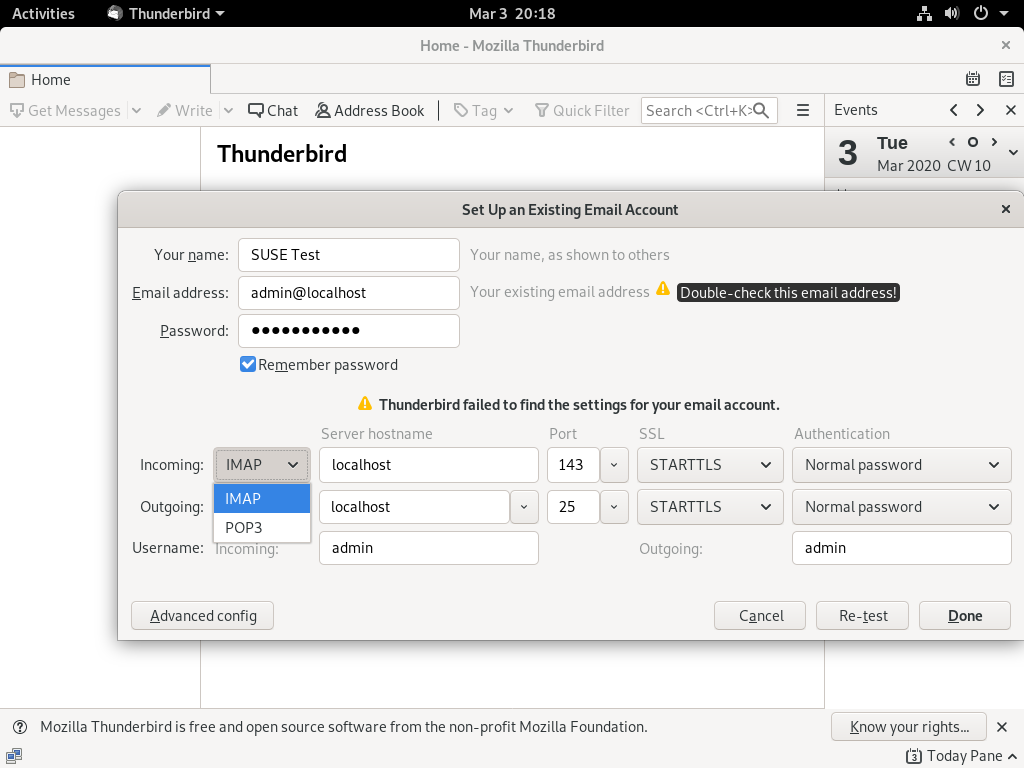 Activities Thunderbird Mar 3 20:18
Home - Mozilla Thunderbird
Home
Get Messages Write Chat Address Book Tag Quick Filter Search <Ctrl+K> Events
Thunderbird
3 Tue
Mar 2020 CW 10
Set Up an Existing Email Account
Your name: SUSE Test Your name, as shown to others
Email address: admin@localhost Your existing email address Double-check this email address!
Password: ●●●●●●●●●●●
Remember password
Thunderbird failed to find the settings for your email account.
Server hostname Port SSL Authentication
Incoming: IMAP localhost 143 STARTTLS Normal password
IMAP
Outgoing: localhost 25 STARTTLS Normal password
POP3
Username: Incoming: admin Outgoing: admin
Advanced config Cancel Re-test Done
Mozilla Thunderbird is free and open source software from the non-profit Mozilla Foundation. Know your rights...
3 Today Pane